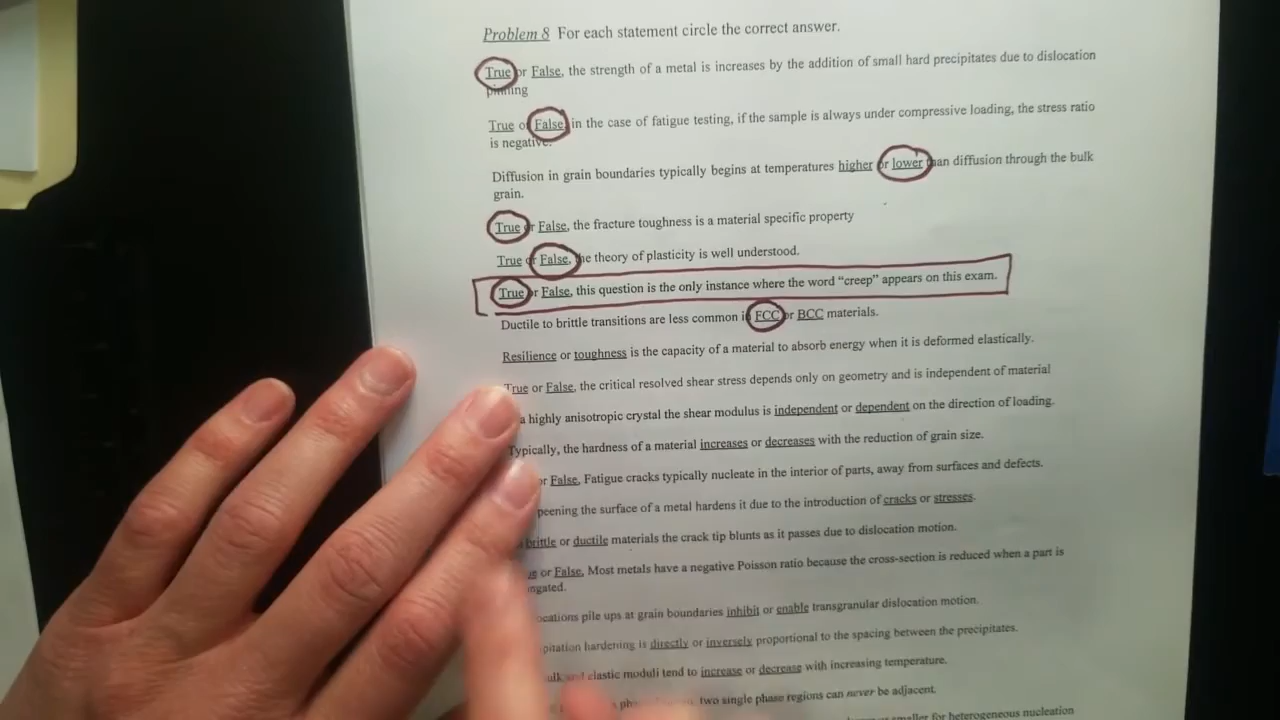 Problem 8 For each statement circle the correct answer.
True or False, the strength of a metal is increases by the addition of small hard precipitates due to dislocation
pinning
True or False, in the case of fatigue testing, if the sample is always under compressive loading, the stress ratio
is negative.
Diffusion in grain boundaries typically begins at temperatures higher or lower than diffusion through the bulk
grain.
True or False, the fracture toughness is a material specific property
True or False, the theory of plasticity is well understood.
True or False, this question is the only instance where the word “creep” appears on this exam.
Ductile to brittle transitions are less common in FCC or BCC materials.
Resilience or toughness is the capacity of a material to absorb energy when it is deformed elastically.
True or False, the critical resolved shear stress depends only on geometry and is independent of material
a highly anisotropic crystal the shear modulus is independent or dependent on the direction of loading.
Typically, the hardness of a material increases or decreases with the reduction of grain size.
or False, Fatigue cracks typically nucleate in the interior of parts, away from surfaces and defects.
peening the surface of a metal hardens it due to the introduction of cracks or stresses.
brittle or ductile materials the crack tip blunts as it passes due to dislocation motion.
or False, Most metals have a negative Poisson ratio because the cross-section is reduced when a part is
pile ups at grain boundaries inhibit or enable transgranular dislocation motion.
hardening is directly or inversely proportional to the spacing between the precipitates.
and elastic moduli tend to increase or decrease with increasing temperature.
two single phase regions can never be adjacent.
smaller for heterogeneous nucleation